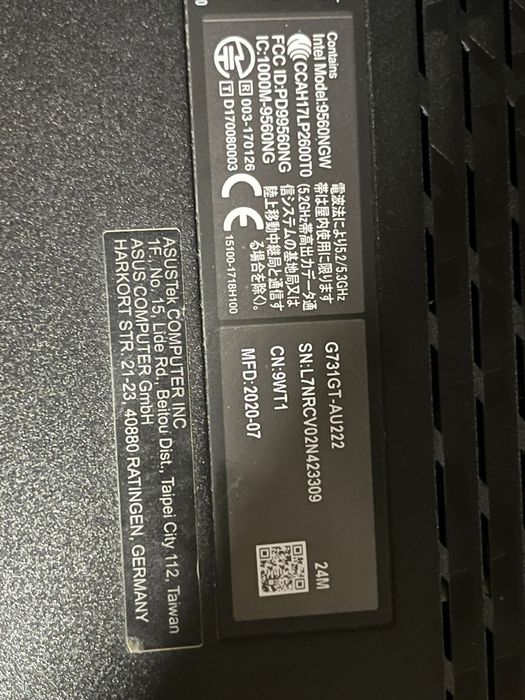 Contains
Intel Model:9560NGW
CCAH17LP2600T0
FCC ID:PD99560NG
IC:1000M-9560NG
R 003-170126
T D170080003
電波法により5.2/5.3GHz
帯は屋内使用に限ります
(5.2GHz帯高出力データ通
信システムの基地局又は
陸上移動中継局と通信す
る場合を除く)。
CE
15100-1718H100
G731GT-AU222
SN:L7NRCV02N423309
CN:9WT1
MFD:2020-07
24M
ASUSTek COMPUTER INC.
1F., No. 15, Lide Rd., Beitou Dist., Taipei City 112, Taiwan
ASUS COMPUTER GmbH
HARKORT STR. 21-23, 40880 RATINGEN, GERMANY